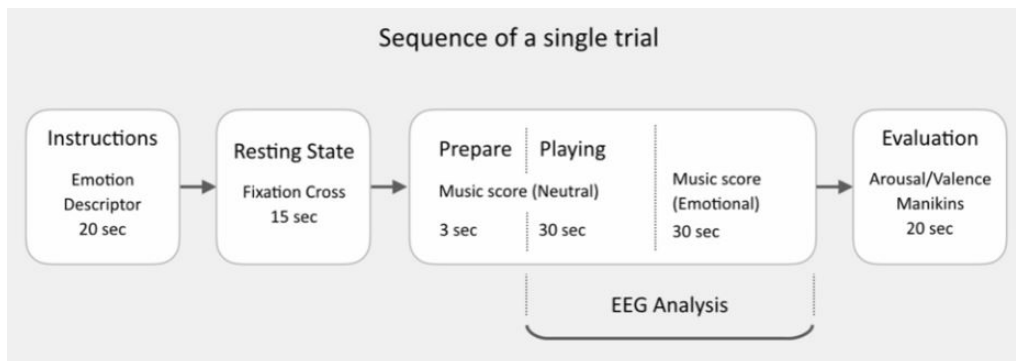 Sequence of a single trial
Instructions
Emotion
Descriptor
20 sec
Resting State
Fixation Cross
15 sec
Prepare Playing
Music score (Neutral)
3 sec 30 sec
Music score
(Emotional)
30 sec
Evaluation
Arousal/Valence
Manikins
20 sec
EEG Analysis